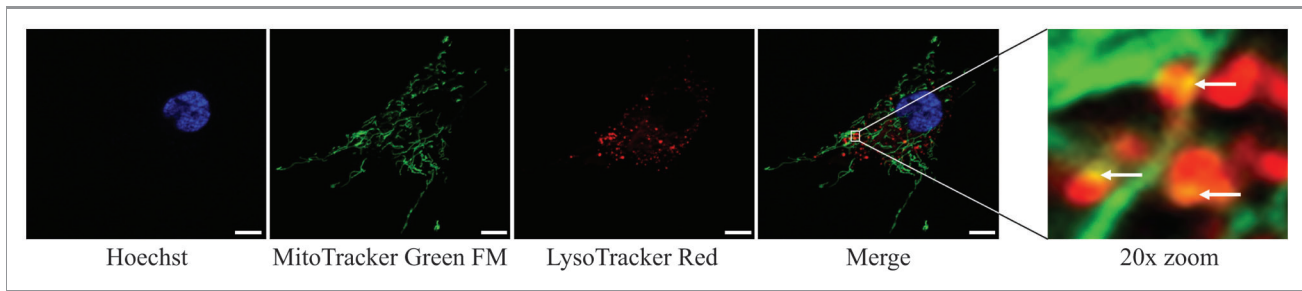 Hoechst
MitoTracker Green FM
LysoTracker Red
Merge
20x zoom